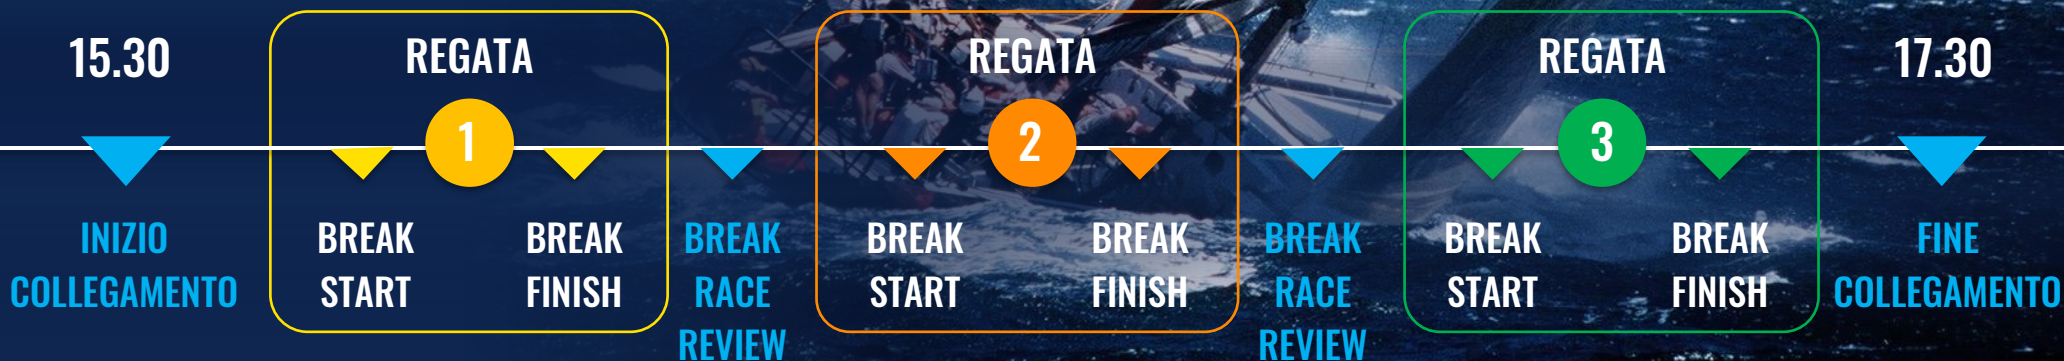 15.30
INIZIO
COLLEGAMENTO
REGATA
1
BREAK
START
BREAK
FINISH
BREAK
RACE
REVIEW
REGATA
2
BREAK
START
BREAK
FINISH
BREAK
RACE
REVIEW
REGATA
3
BREAK
START
BREAK
FINISH
17.30
FINE
COLLEGAMENTO